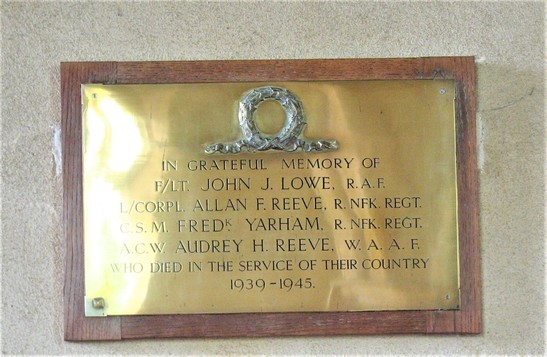 IN GRATEFUL MEMORY OF
F/LT. JOHN J. LOWE, R.A.F.
L/CORPL. ALLAN F. REEVE, R. NFK. REGT.
C.S.M. FREDK. YARHAM, R. NFK. REGT.
A.C.W. AUDREY H. REEVE, W.A.A.F.
WHO DIED IN THE SERVICE OF THEIR COUNTRY
1939-1945.